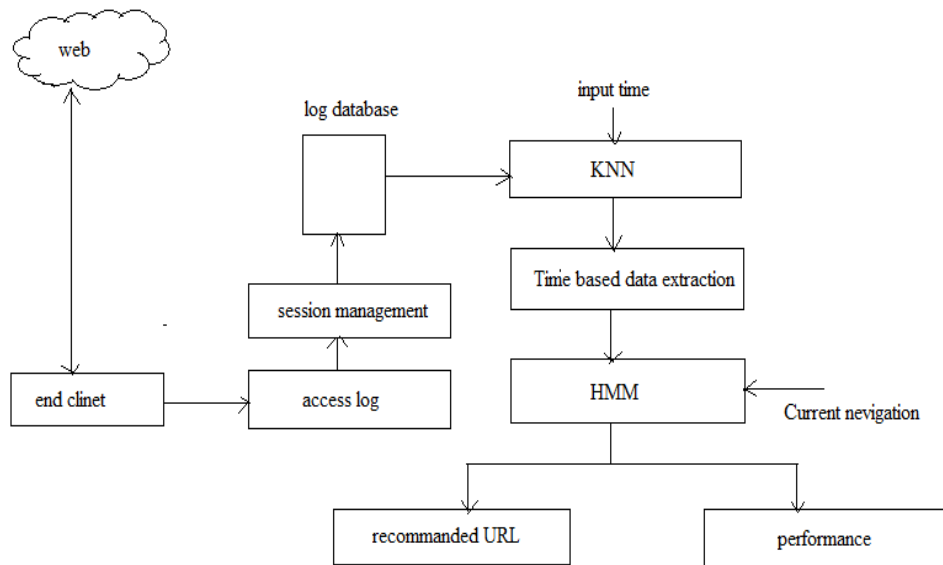 web
log database
input time
KNN
Time based data extraction
session management
end clinet
access log
HMM
Current nevigation
recommanded URL
performance